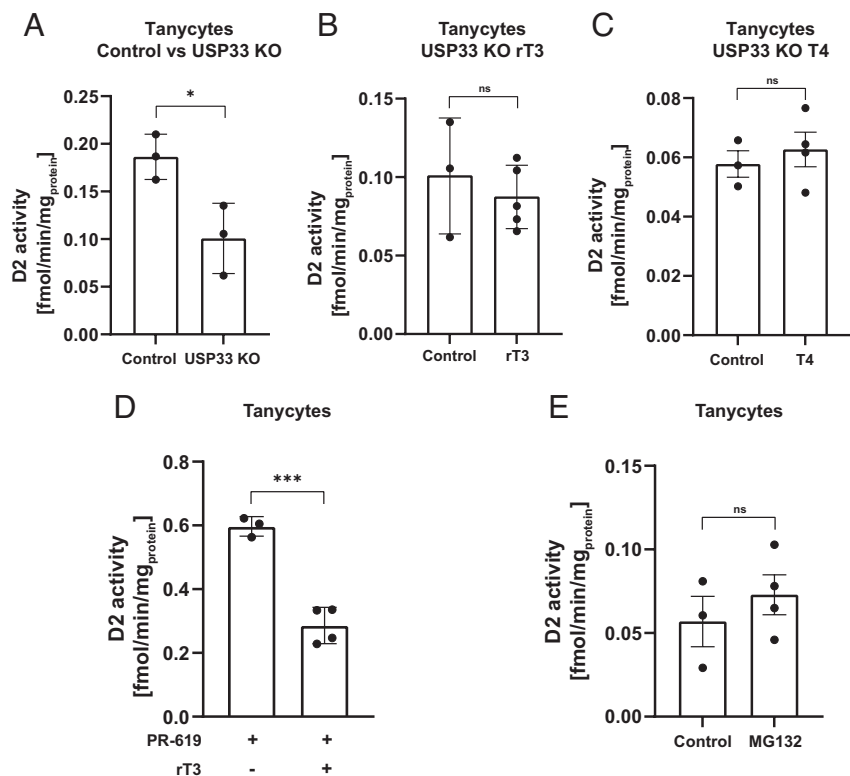 A
Tanycytes
Control vs USP33 KO
D2 activity
[fmol/min/mgprotein]
0.25
0.20
0.15
0.10
0.05
0.00
*
Control USP33 KO
B
Tanycytes
USP33 KO rT3
D2 activity
[fmol/min/mgprotein]
0.15
0.10
0.05
0.00
ns
Control rT3
C
Tanycytes
USP33 KO T4
D2 activity
[fmol/min/mgprotein]
0.08
0.06
0.04
0.02
0.00
ns
Control T4
D
Tanycytes
D2 activity
[fmol/min/mgprotein]
0.8
0.6
0.4
0.2
0.0
***
PR-619 + +
rT3 - +
E
Tanycytes
D2 activity
[fmol/min/mgprotein]
0.15
0.10
0.05
0.00
ns
Control MG132